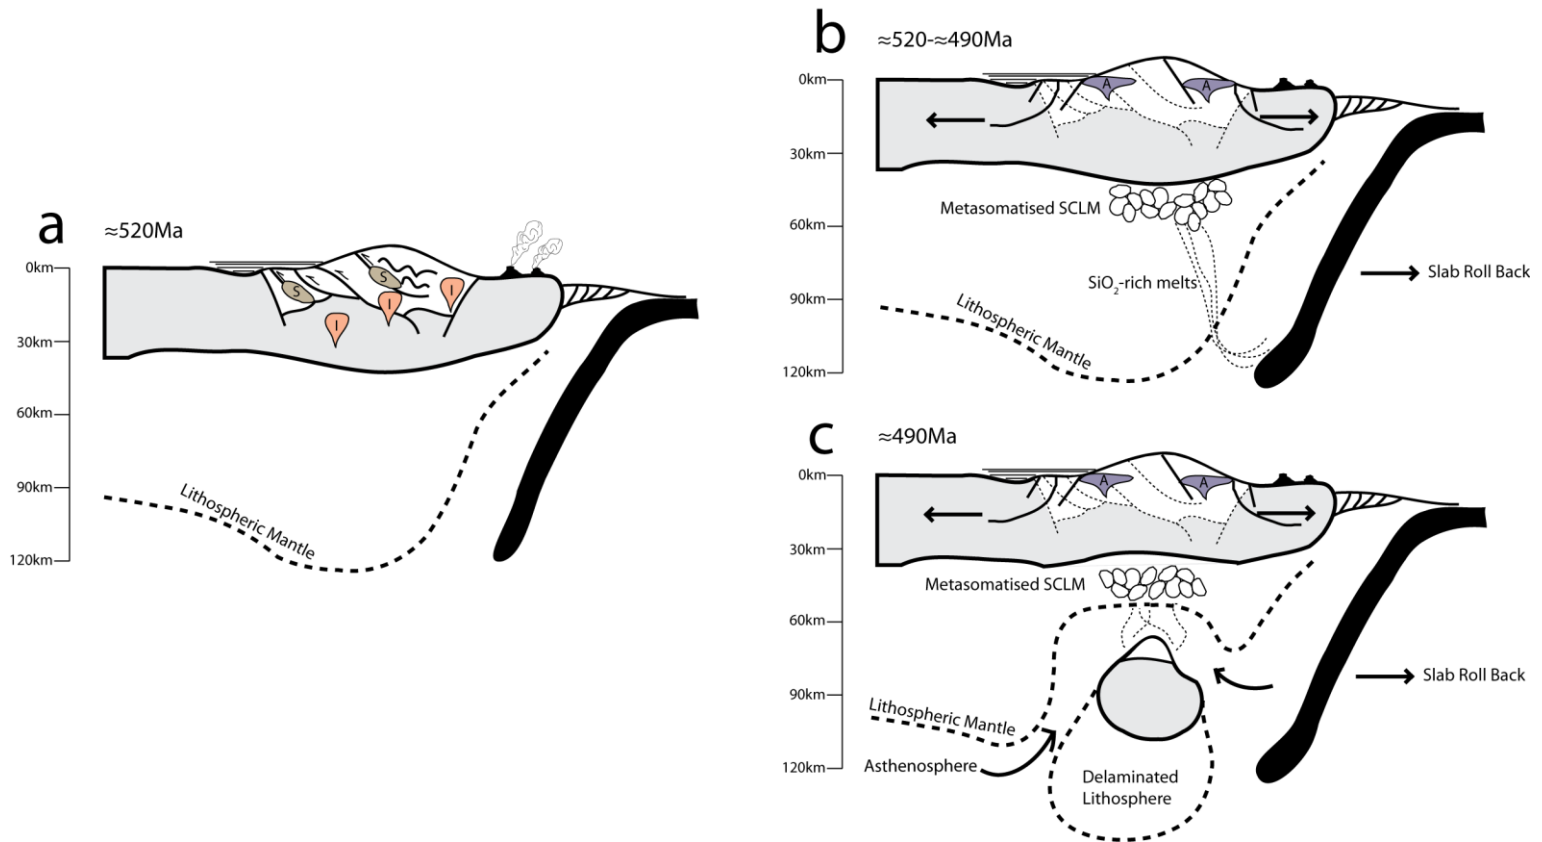 a
≈520Ma
0km
30km
60km
90km
120km
S
S
I
I
I
Lithospheric Mantle
b
≈520-≈490Ma
0km
30km
60km
90km
120km
A
A
Metasomatised SCLM
SiO₂-rich melts
Lithospheric Mantle
Slab Roll Back
c
≈490Ma
0km
30km
60km
90km
120km
A
A
Metasomatised SCLM
Lithospheric Mantle
Asthenosphere
Delaminated
Lithosphere
Slab Roll Back